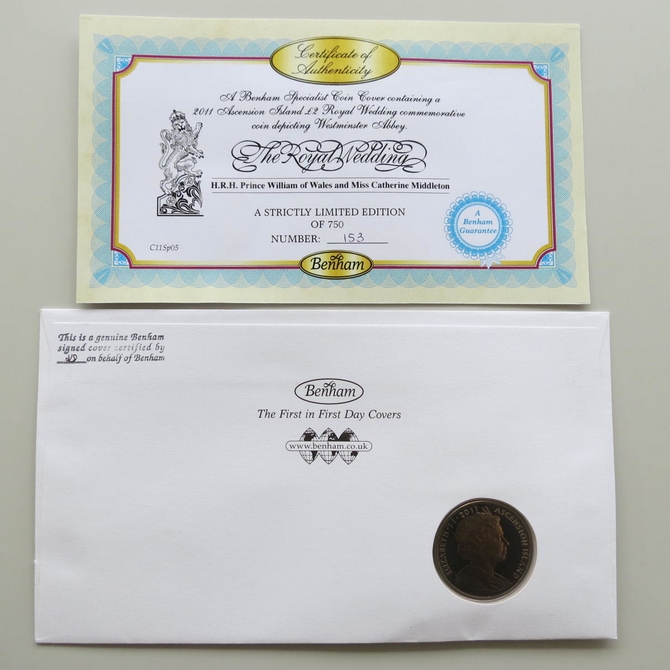 Certificate of
Authenticity
A Benham Specialist Coin Cover containing a
2011 Ascension Island £2 Royal Wedding commemorative
coin depicting Westminster Abbey.
The Royal Wedding
H.R.H. Prince William of Wales and Miss Catherine Middleton
A STRICTLY LIMITED EDITION
OF 750
NUMBER: 153
A
Benham
Guarantee
C11Sp05
Benham
This is a genuine Benham
signed cover certified by
on behalf of Benham
Benham
The First in First Day Covers
www.benham.co.uk
ELIZABETH II · 2011 ASCENSION ISLAND